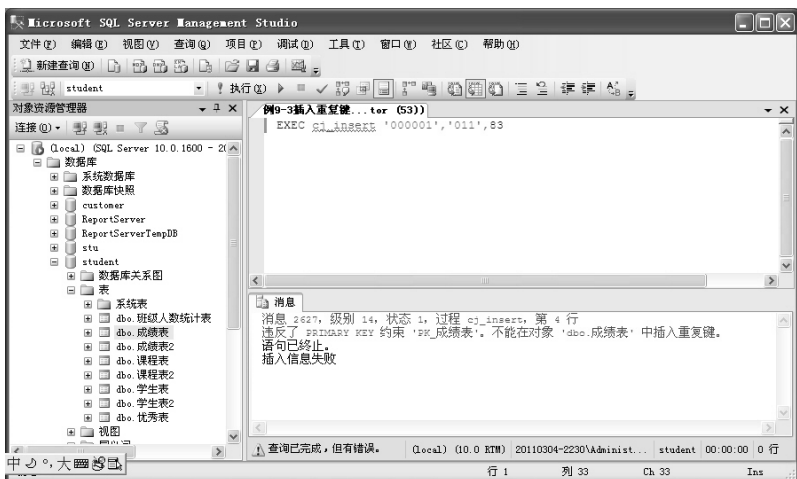 Microsoft SQL Server Management Studio
文件(F) 编辑(E) 视图(V) 查询(Q) 项目(P) 调试(D) 工具(T) 窗口(W) 社区(C) 帮助(H)
新建查询(N)
student 执行(X)
对象资源管理器
例9-3插入重复键...tor (53))
连接(O)
EXEC cj_insert '000001','011',83
(local) (SQL Server 10.0.1600 - 20
数据库
系统数据库
数据库快照
customer
ReportServer
ReportServerTempDB
stu
student
数据库关系图
表
系统表
dbo.班级人数统计表
dbo.成绩表
dbo.成绩表2
dbo.课程表
dbo.课程表2
dbo.学生表
dbo.学生表2
dbo.优秀表
视图
消息
消息 2627，级别 14，状态 1，过程 cj_insert，第 4 行
违反了 PRIMARY KEY 约束 'PK_成绩表'。不能在对象 'dbo.成绩表' 中插入重复键。
语句已终止。
插入信息失败
查询已完成，但有错误。 (local) (10.0 RTM) 20110304-2230\Administ... student 00:00:00 0 行
中 大
行 1 列 33 Ch 33 Ins